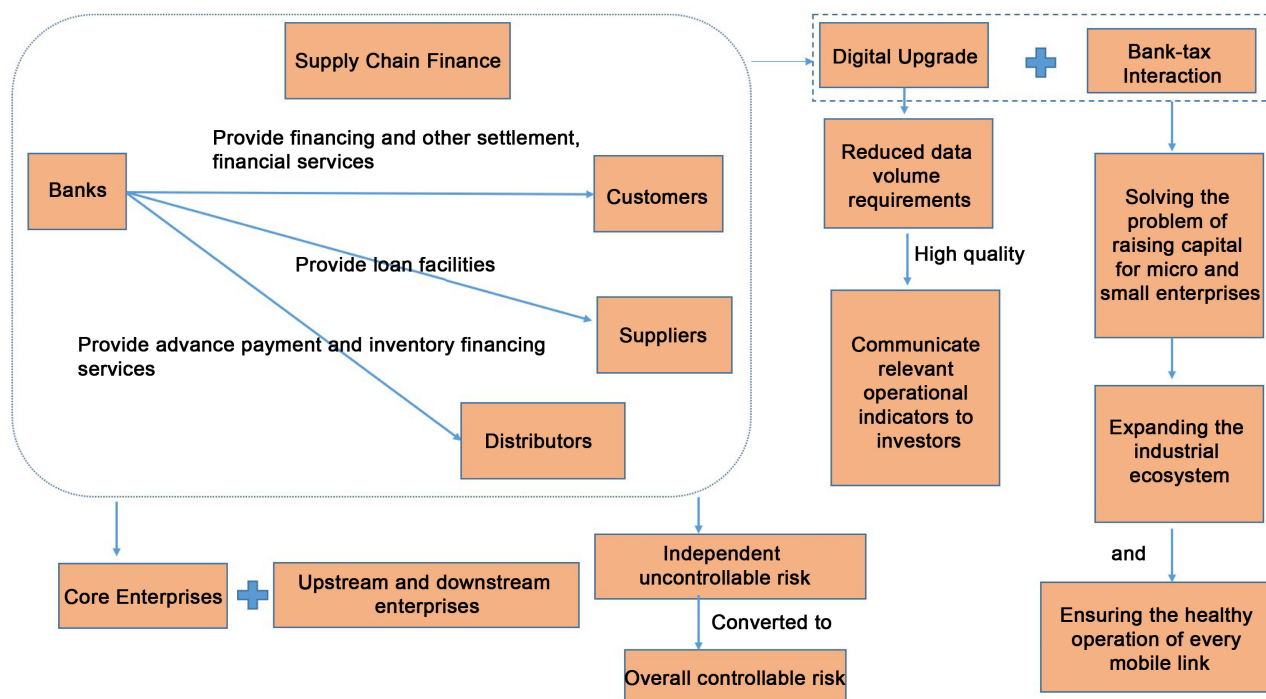 Supply Chain Finance
Provide financing and other settlement,
financial services
Banks
Customers
Provide loan facilities
Suppliers
Provide advance payment and inventory financing
services
Distributors
Core Enterprises
Upstream and downstream
enterprises
Independent
uncontrollable risk
Converted to
Overall controllable risk
Digital Upgrade
Bank-tax
Interaction
Reduced data
volume
requirements
High quality
Communicate
relevant
operational
indicators to
investors
Solving the
problem of
raising capital
for micro and
small enterprises
Expanding the
industrial
ecosystem
and
Ensuring the healthy
operation of every
mobile link